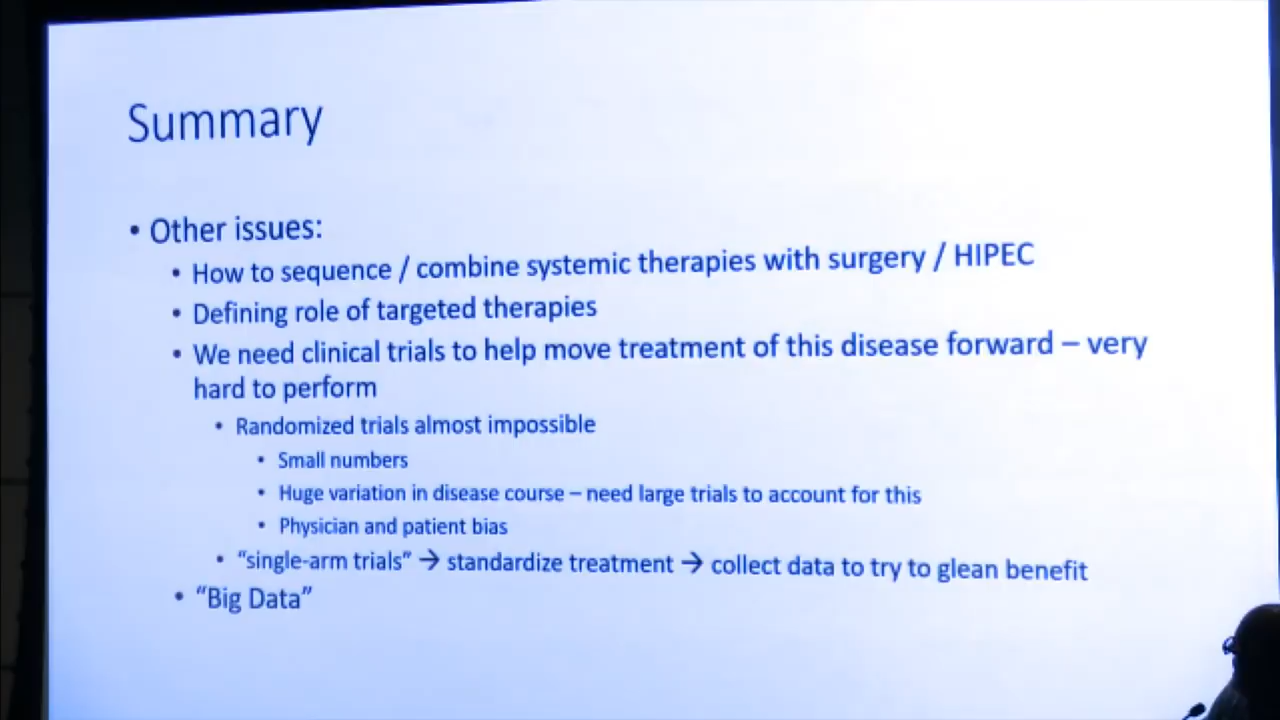 Summary
• Other issues:
• How to sequence / combine systemic therapies with surgery / HIPEC
• Defining role of targeted therapies
• We need clinical trials to help move treatment of this disease forward – very
hard to perform
• Randomized trials almost impossible
• Small numbers
• Huge variation in disease course – need large trials to account for this
• Physician and patient bias
• “single-arm trials” → standardize treatment → collect data to try to glean benefit
• “Big Data”